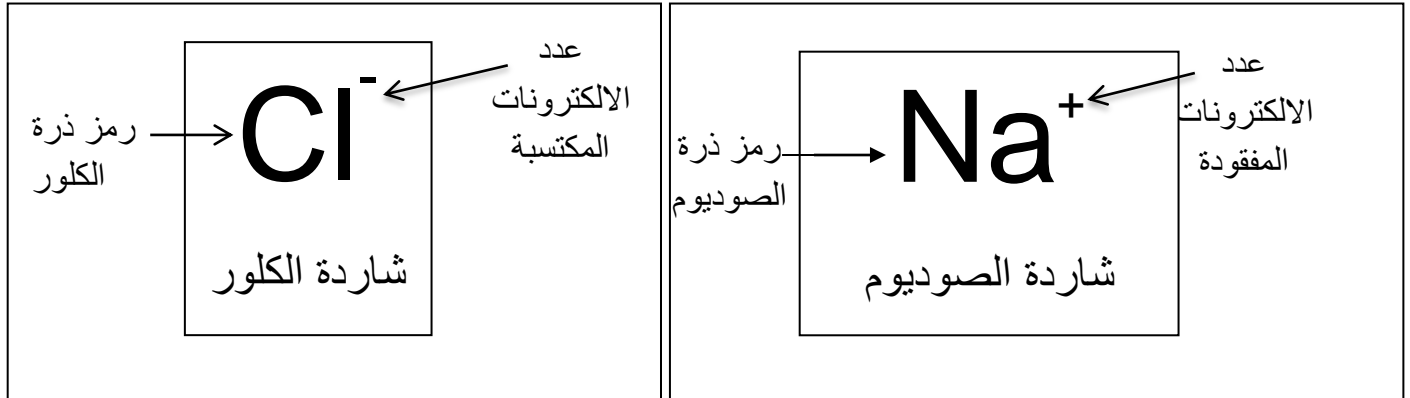 عدد
الالكترونات
المفقودة
Na⁺
رمز ذرة
الصوديوم
شاردة الصوديوم
عدد
الالكترونات
المكتسبة
Cl⁻
رمز ذرة
الكلور
شاردة الكلور